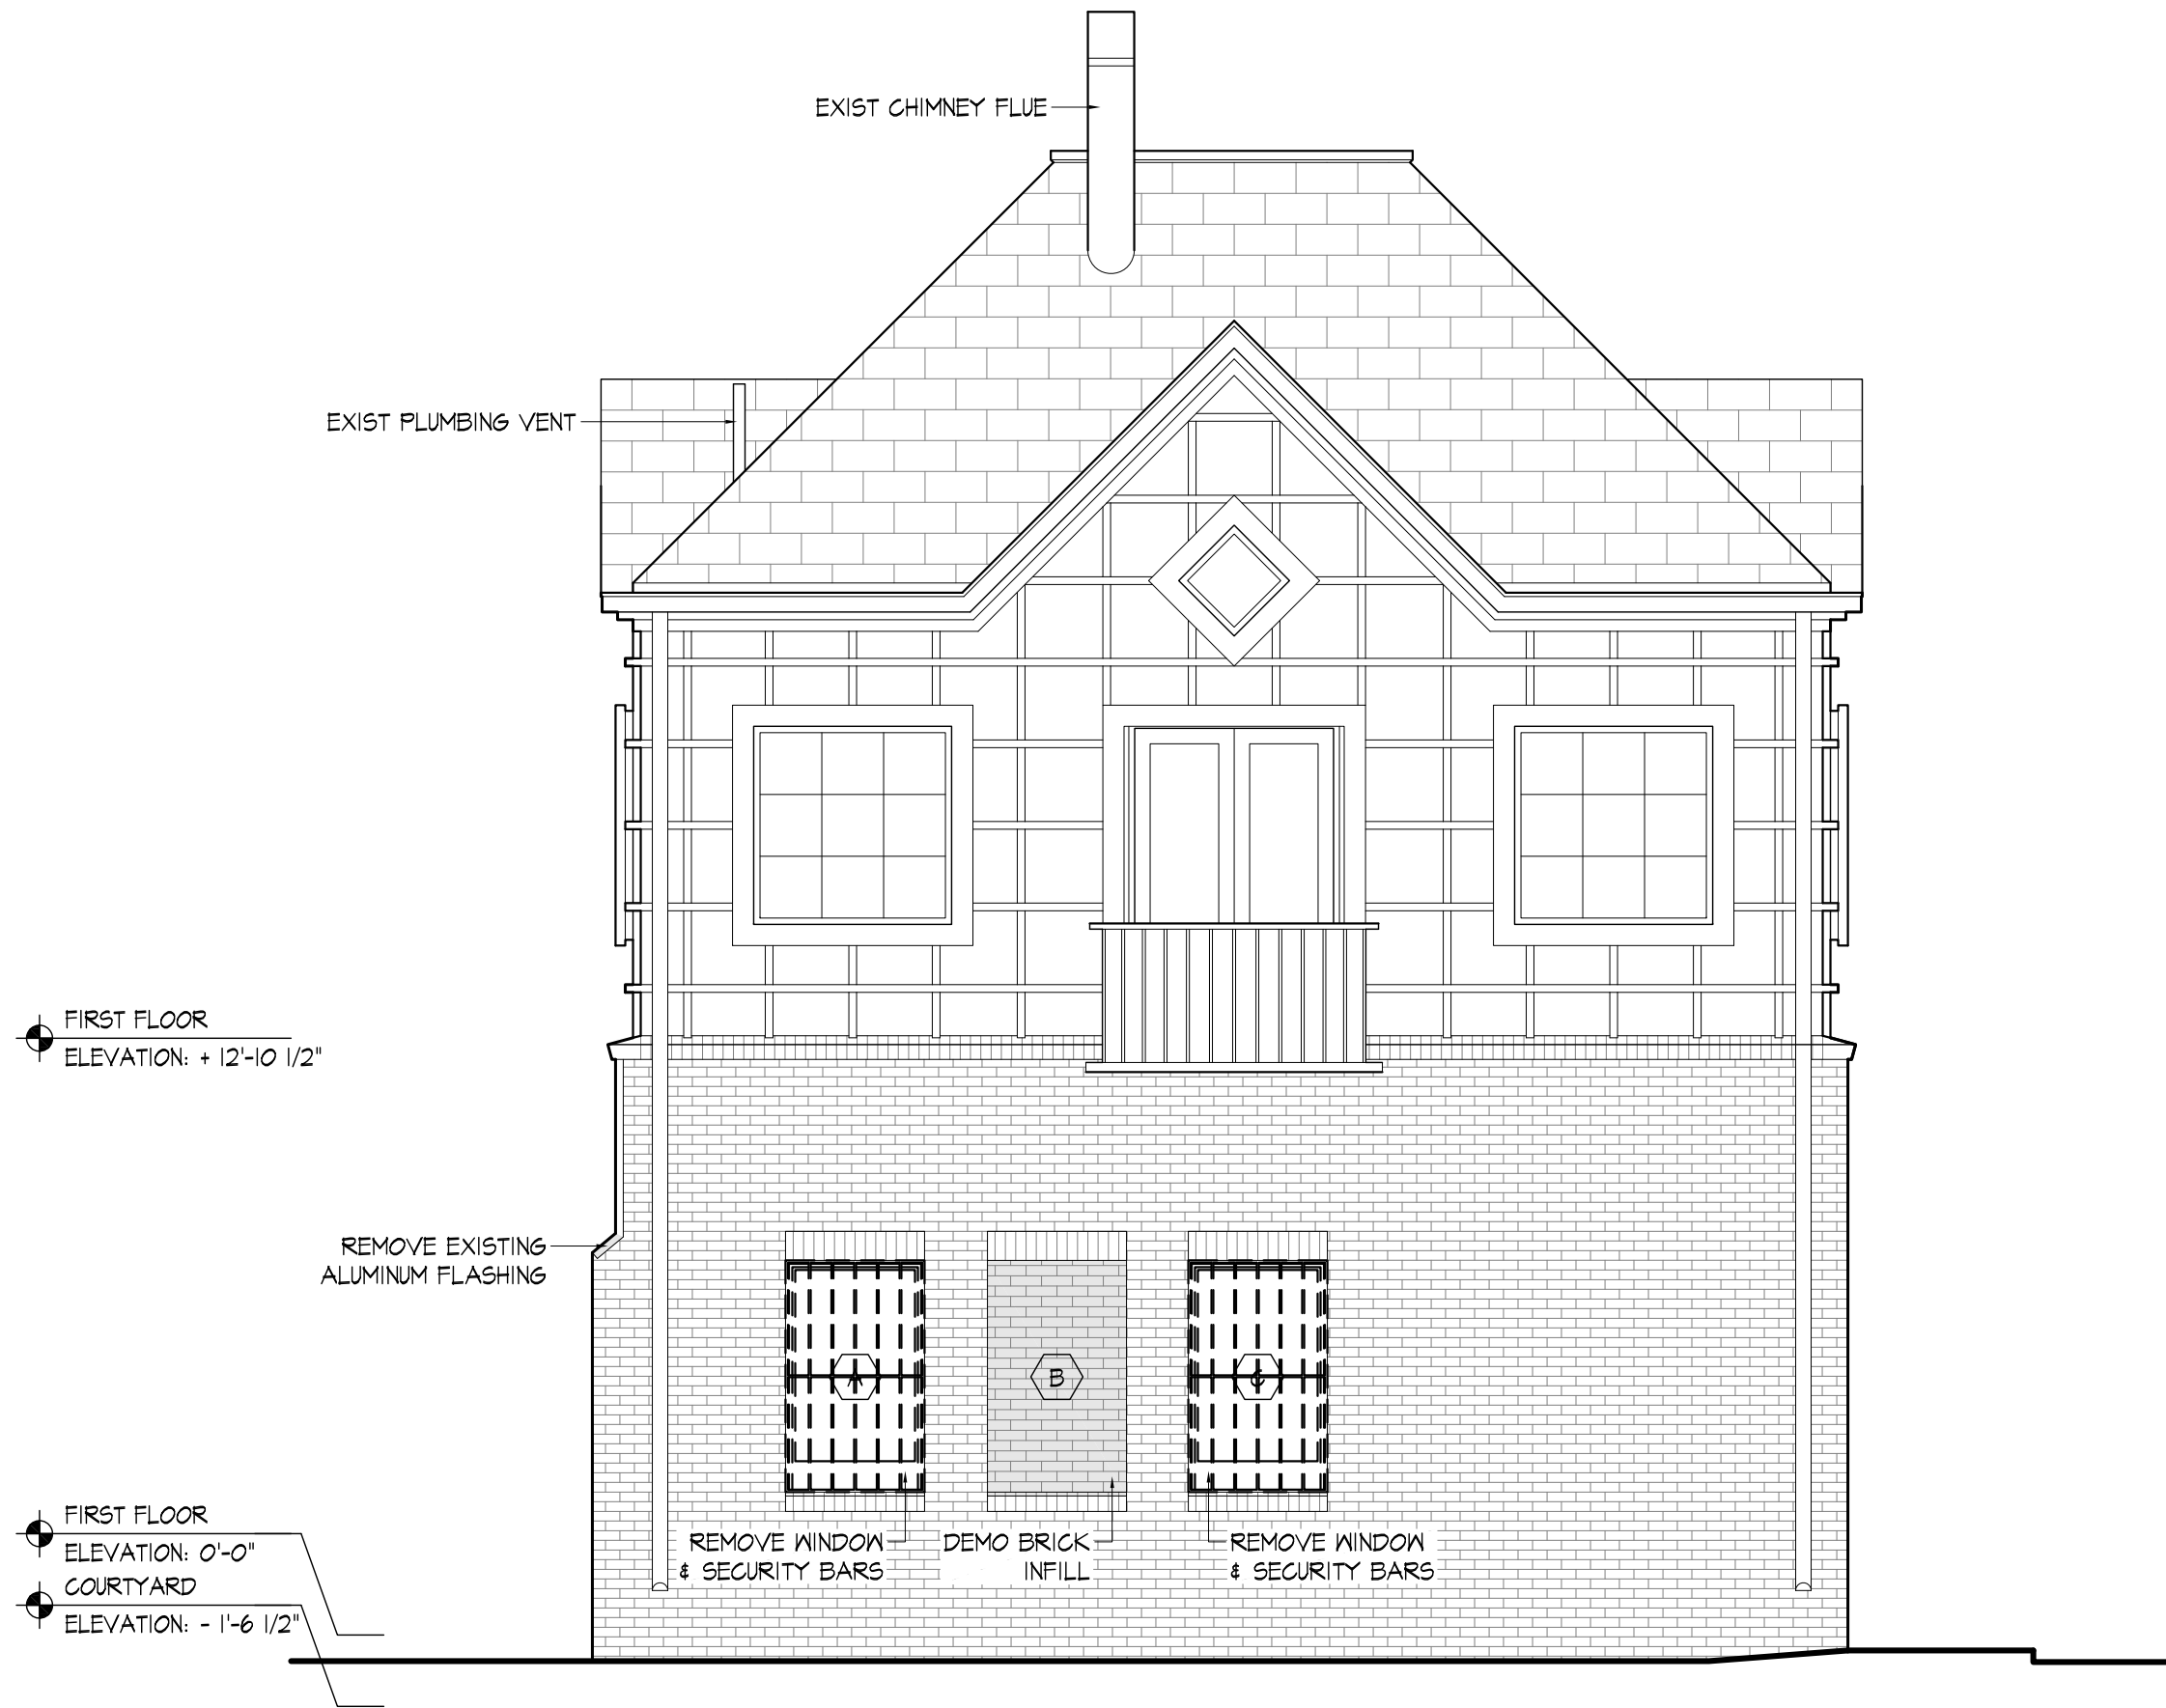 EXIST CHIMNEY FLUE
EXIST PLUMBING VENT
FIRST FLOOR
ELEVATION: + 12'-10 1/2"
REMOVE EXISTING
ALUMINUM FLASHING
A
B
C
FIRST FLOOR
ELEVATION: 0'-0"
COURTYARD
ELEVATION: - 1'-6 1/2"
REMOVE WINDOW
& SECURITY BARS
DEMO BRICK
INFILL
REMOVE WINDOW
& SECURITY BARS